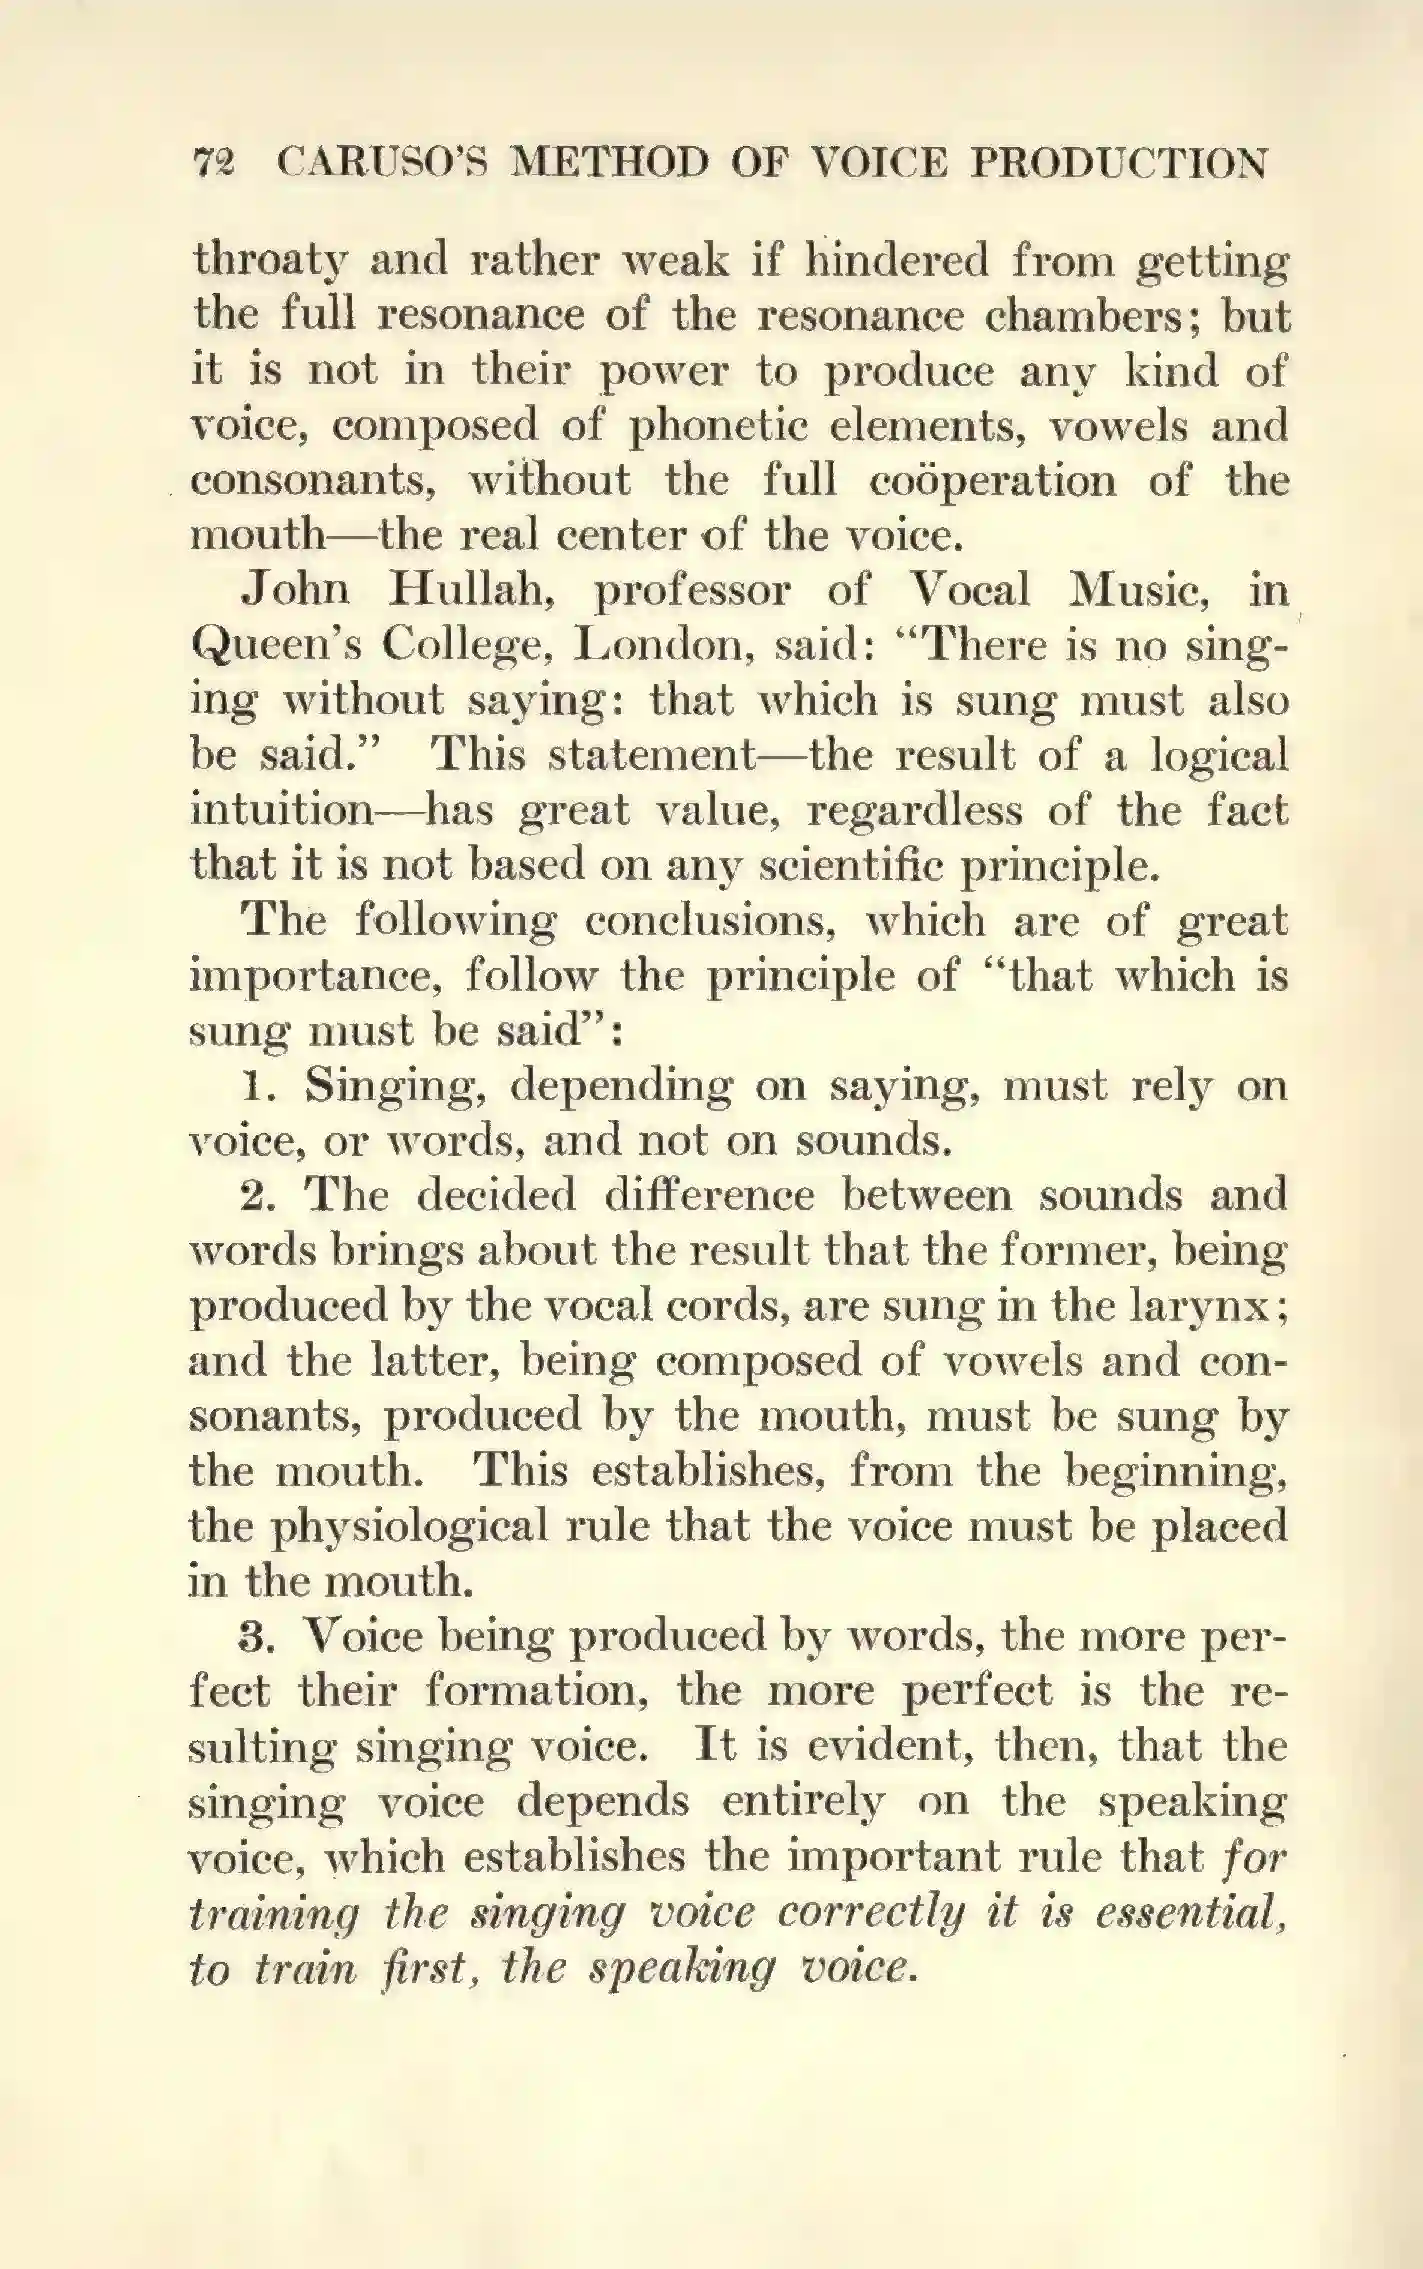 72 CARUSO'S METHOD OF VOICE PRODUCTION
throaty and rather weak if hindered from getting
the full resonance of the resonance chambers; but
it is not in their power to produce any kind of
voice, composed of phonetic elements, vowels and
consonants, without the full coöperation of the
mouth—the real center of the voice.
John Hullah, professor of Vocal Music, in
Queen's College, London, said: "There is no sing-
ing without saying: that which is sung must also
be said." This statement—the result of a logical
intuition—has great value, regardless of the fact
that it is not based on any scientific principle.
The following conclusions, which are of great
importance, follow the principle of "that which is
sung must be said":
1. Singing, depending on saying, must rely on
voice, or words, and not on sounds.
2. The decided difference between sounds and
words brings about the result that the former, being
produced by the vocal cords, are sung in the larynx;
and the latter, being composed of vowels and con-
sonants, produced by the mouth, must be sung by
the mouth. This establishes, from the beginning,
the physiological rule that the voice must be placed
in the mouth.
3. Voice being produced by words, the more per-
fect their formation, the more perfect is the re-
sulting singing voice. It is evident, then, that the
singing voice depends entirely on the speaking
voice, which establishes the important rule that for
training the singing voice correctly it is essential,
to train first, the speaking voice.